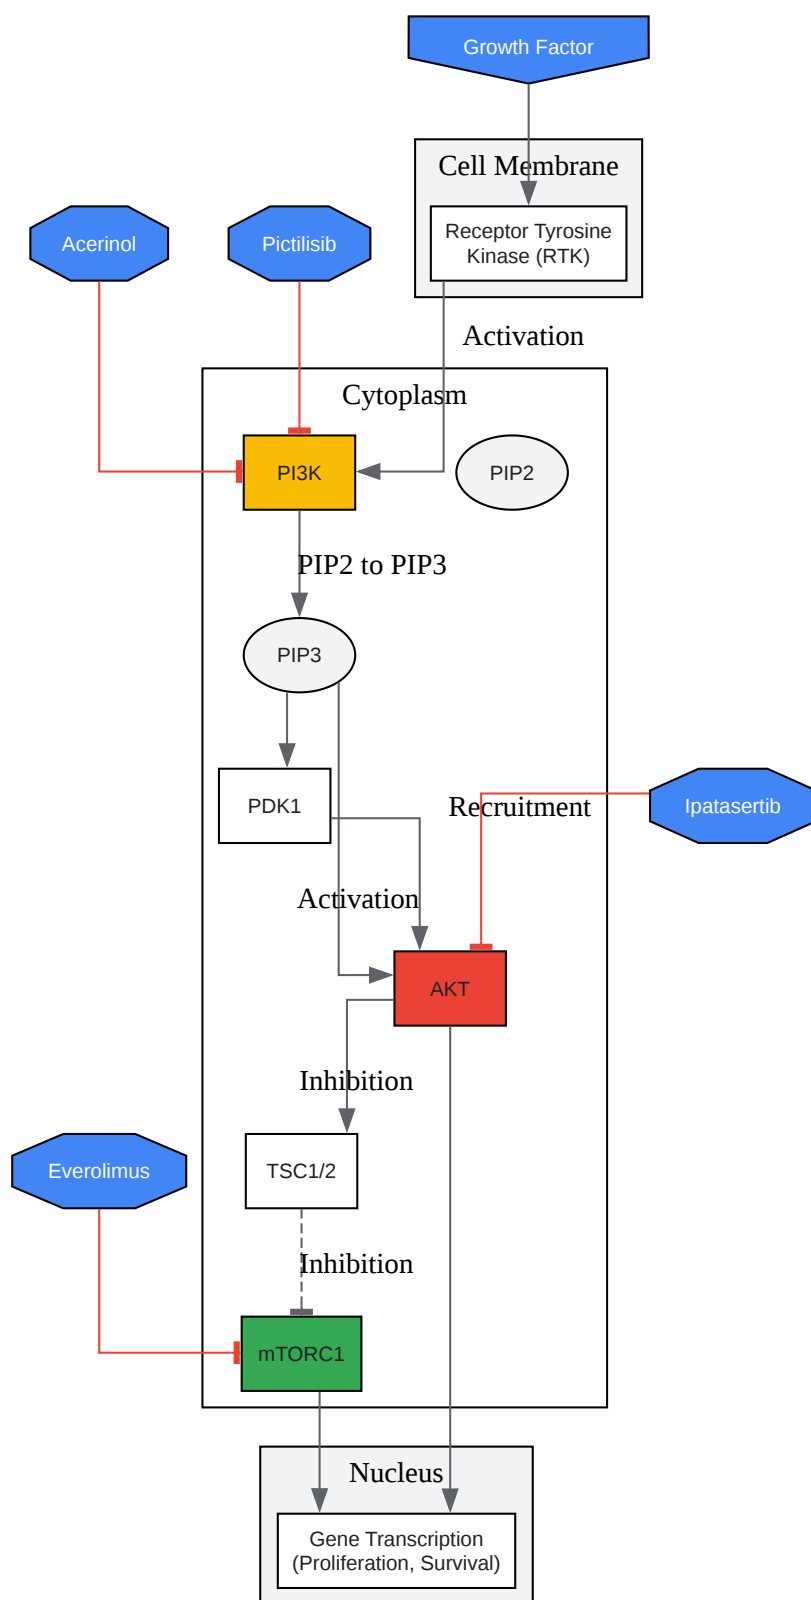 Growth Factor
Cell Membrane
Receptor Tyrosine
Kinase (RTK)
Acerinol
Pictilisib
Activation
Cytoplasm
PI3K
PIP2
PIP2 to PIP3
PIP3
PDK1
Recruitment
Ipatasertib
Activation
AKT
Inhibition
TSC1/2
Everolimus
Inhibition
mTORC1
Nucleus
Gene Transcription
(Proliferation, Survival)